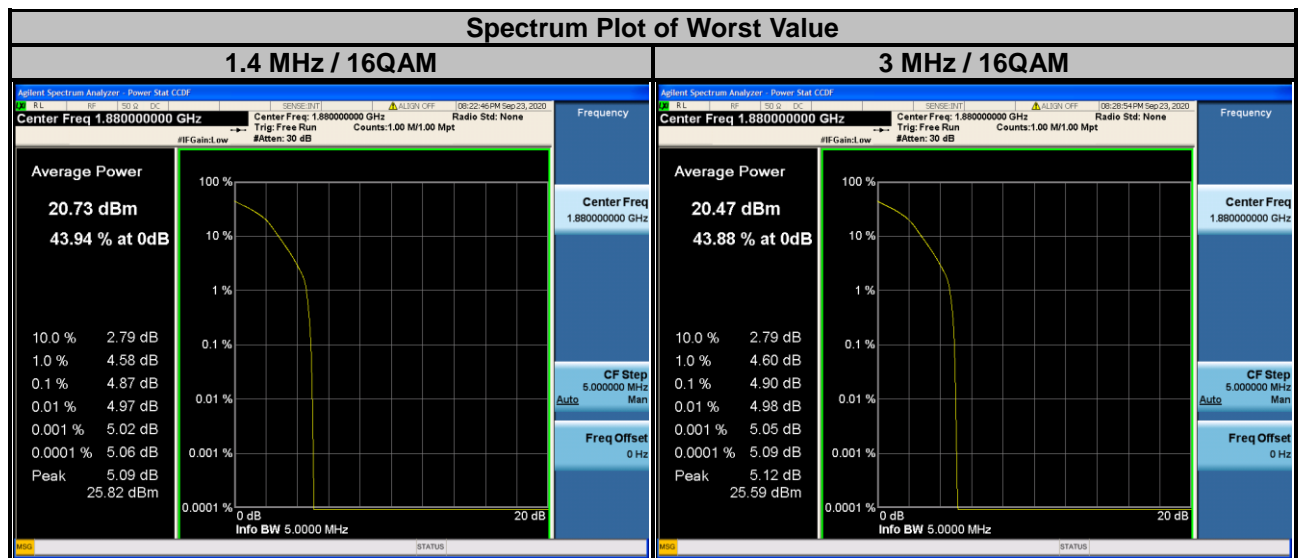 Spectrum Plot of Worst Value
1.4 MHz / 16QAM
3 MHz / 16QAM
Agilent Spectrum Analyzer - Power Stat CCDF
RL RF 50 Ω DC SENSE:INT ALIGN OFF 08:22:46 PM Sep 23, 2020
Center Freq 1.880000000 GHz
Center Freq: 1.880000000 GHz Radio Std: None
Trig: Free Run Counts:1.00 M/1.00 Mpt
#IFGain:Low #Atten: 30 dB
Average Power
20.73 dBm
43.94 % at 0dB
10.0 % 2.79 dB
1.0 % 4.58 dB
0.1 % 4.87 dB
0.01 % 4.97 dB
0.001 % 5.02 dB
0.0001 % 5.06 dB
Peak 5.09 dB
25.82 dBm
100 %
10 %
1 %
0.1 %
0.01 %
0.001 %
0.0001 %
0 dB 20 dB
Info BW 5.0000 MHz
Frequency
Center Freq
1.880000000 GHz
CF Step
5.000000 MHz
Auto Man
Freq Offset
0 Hz
MSG STATUS
Agilent Spectrum Analyzer - Power Stat CCDF
RL RF 50 Ω DC SENSE:INT ALIGN OFF 08:28:54 PM Sep 23, 2020
Center Freq 1.880000000 GHz
Center Freq: 1.880000000 GHz Radio Std: None
Trig: Free Run Counts:1.00 M/1.00 Mpt
#IFGain:Low #Atten: 30 dB
Average Power
20.47 dBm
43.88 % at 0dB
10.0 % 2.79 dB
1.0 % 4.60 dB
0.1 % 4.90 dB
0.01 % 4.98 dB
0.001 % 5.05 dB
0.0001 % 5.09 dB
Peak 5.12 dB
25.59 dBm
100 %
10 %
1 %
0.1 %
0.01 %
0.001 %
0.0001 %
0 dB 20 dB
Info BW 5.0000 MHz
Frequency
Center Freq
1.880000000 GHz
CF Step
5.000000 MHz
Auto Man
Freq Offset
0 Hz
MSG STATUS